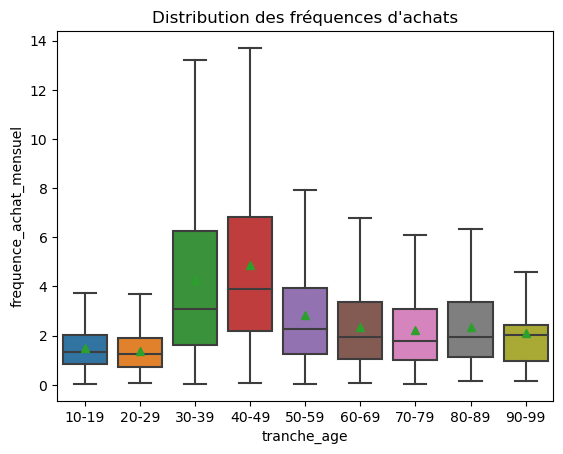 Distribution des fréquences d'achats
frequence_achat_mensuel
14
12
10
8
6
4
2
0
10-19 20-29 30-39 40-49 50-59 60-69 70-79 80-89 90-99
tranche_age